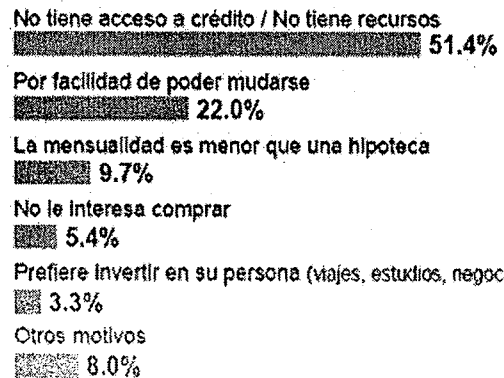 No tiene acceso a crédito / No tiene recursos
51.4%
Por facilidad de poder mudarse
22.0%
La mensualidad es menor que una hipoteca
9.7%
No le interesa comprar
5.4%
Prefiere invertir en su persona (viajes, estudios, negoc
3.3%
Otros motivos
8.0%